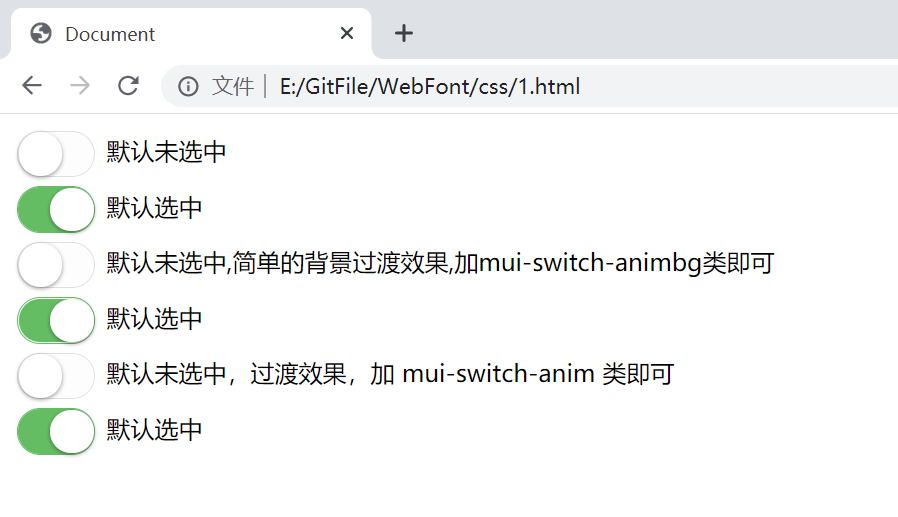 Document
文件 E:/GitFile/WebFont/css/1.html
默认未选中
默认选中
默认未选中,简单的背景过渡效果,加mui-switch-animbg类即可
默认选中
默认未选中，过渡效果，加 mui-switch-anim 类即可
默认选中